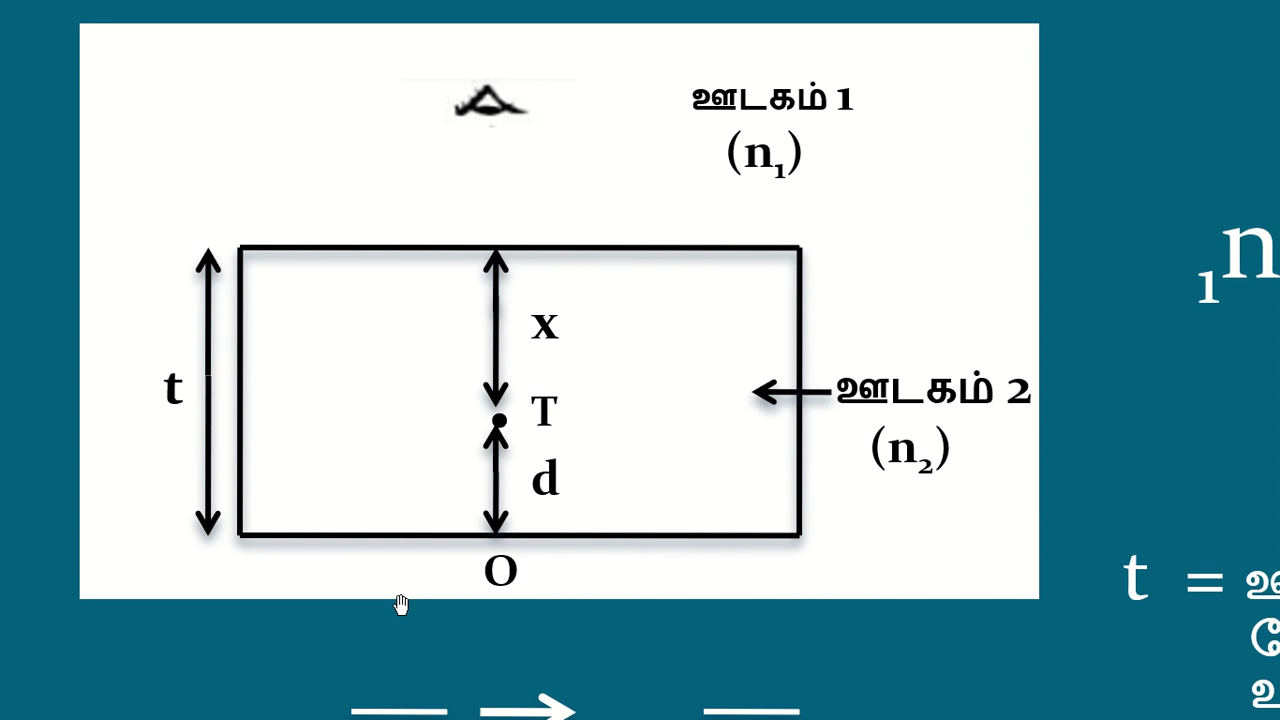 ஊடகம் 1
(n₁)
x
t
T
ஊடகம் 2
(n₂)
d
O
₁n
t =